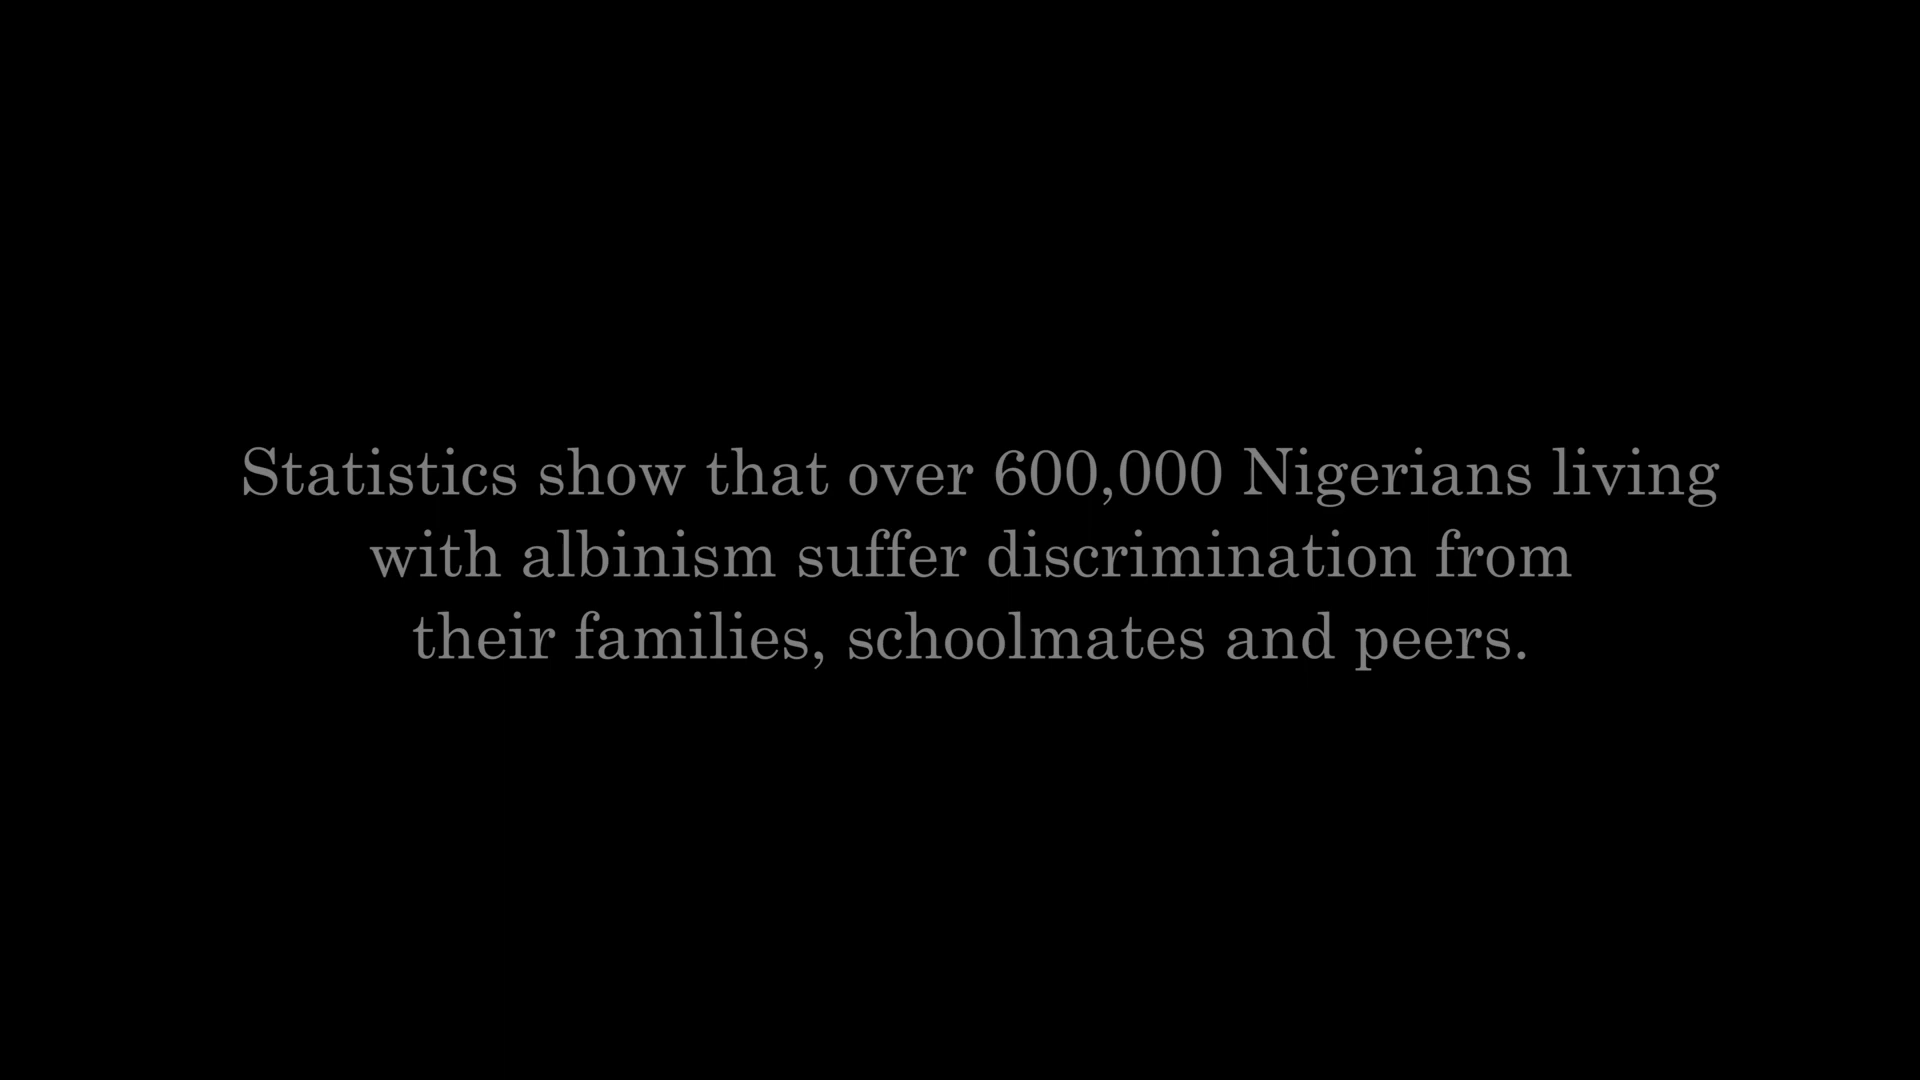 Statistics show that over 600,000 Nigerians living
with albinism suffer discrimination from
their families, schoolmates and peers.